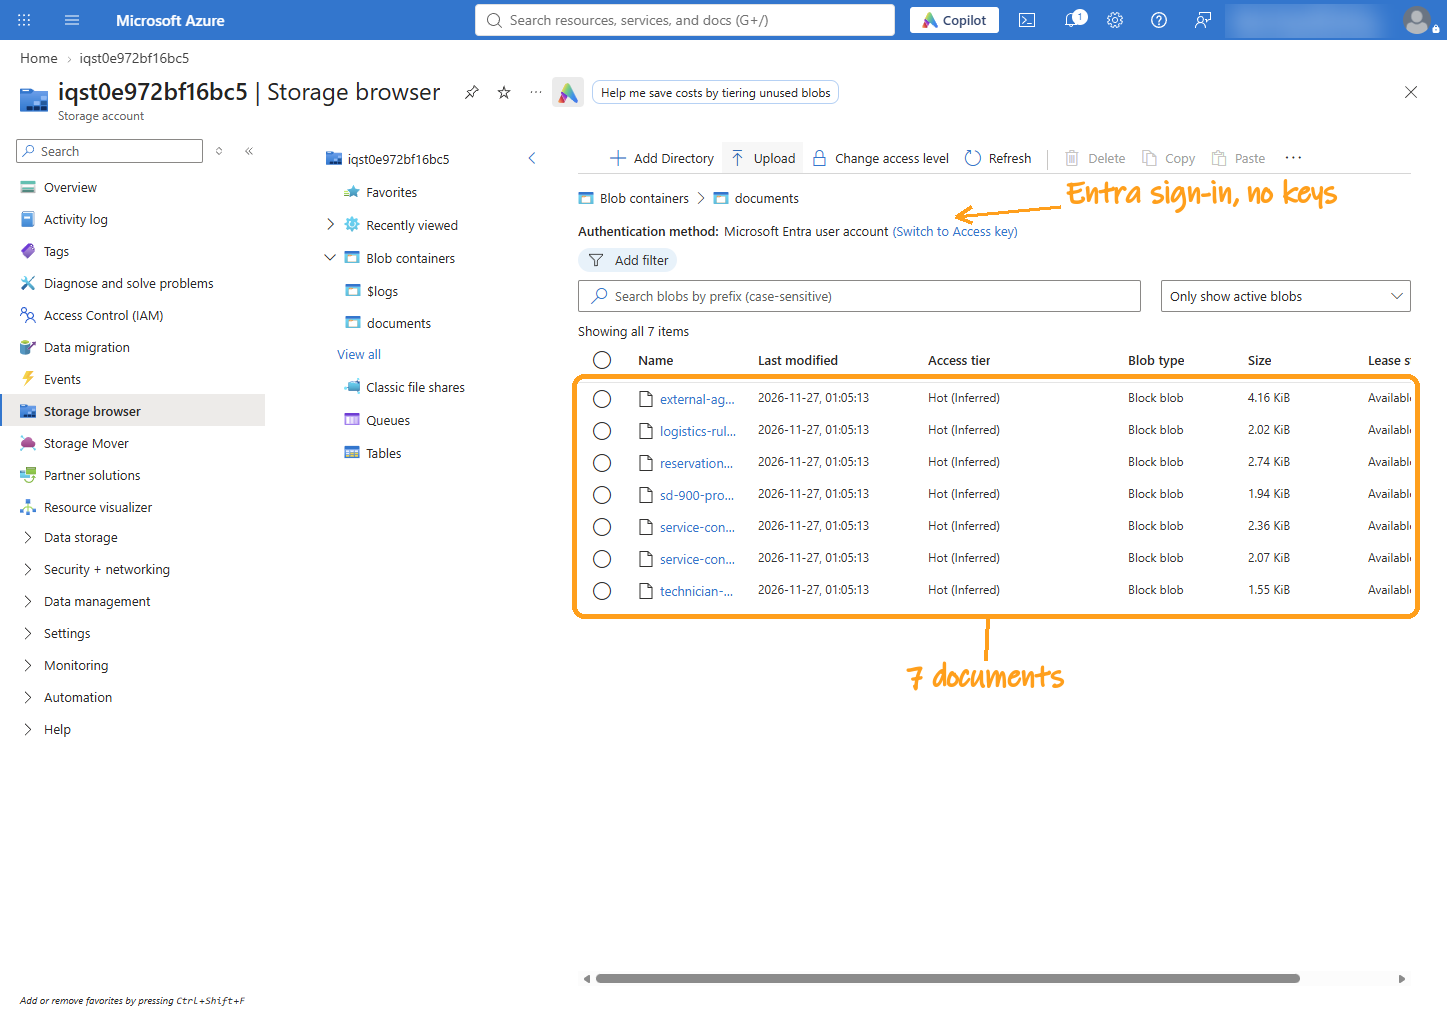 Microsoft Azure
Search resources, services, and docs (G+/)
Copilot
1
Home > iqst0e972bf16bc5
iqst0e972bf16bc5 | Storage browser
Storage account
Help me save costs by tiering unused blobs
Search
Overview
Activity log
Tags
Diagnose and solve problems
Access Control (IAM)
Data migration
Events
Storage browser
Storage Mover
Partner solutions
Resource visualizer
Data storage
Security + networking
Data management
Settings
Monitoring
Automation
Help
Add or remove favorites by pressing Ctrl+Shift+F
iqst0e972bf16bc5
Favorites
Recently viewed
Blob containers
$logs
documents
View all
Classic file shares
Queues
Tables
Add Directory Upload Change access level Refresh Delete Copy Paste
Blob containers > documents
Entra sign-in, no keys
Authentication method: Microsoft Entra user account (Switch to Access key)
Add filter
Search blobs by prefix (case-sensitive) Only show active blobs
Showing all 7 items
Name Last modified Access tier Blob type Size Lease s
external-ag... 2026-11-27, 01:05:13 Hot (Inferred) Block blob 4.16 KiB Available
logistics-rul... 2026-11-27, 01:05:13 Hot (Inferred) Block blob 2.02 KiB Available
reservation... 2026-11-27, 01:05:13 Hot (Inferred) Block blob 2.74 KiB Available
sd-900-pro... 2026-11-27, 01:05:13 Hot (Inferred) Block blob 1.94 KiB Available
service-con... 2026-11-27, 01:05:13 Hot (Inferred) Block blob 2.36 KiB Available
service-con... 2026-11-27, 01:05:13 Hot (Inferred) Block blob 2.07 KiB Available
technician-... 2026-11-27, 01:05:13 Hot (Inferred) Block blob 1.55 KiB Available
7 documents